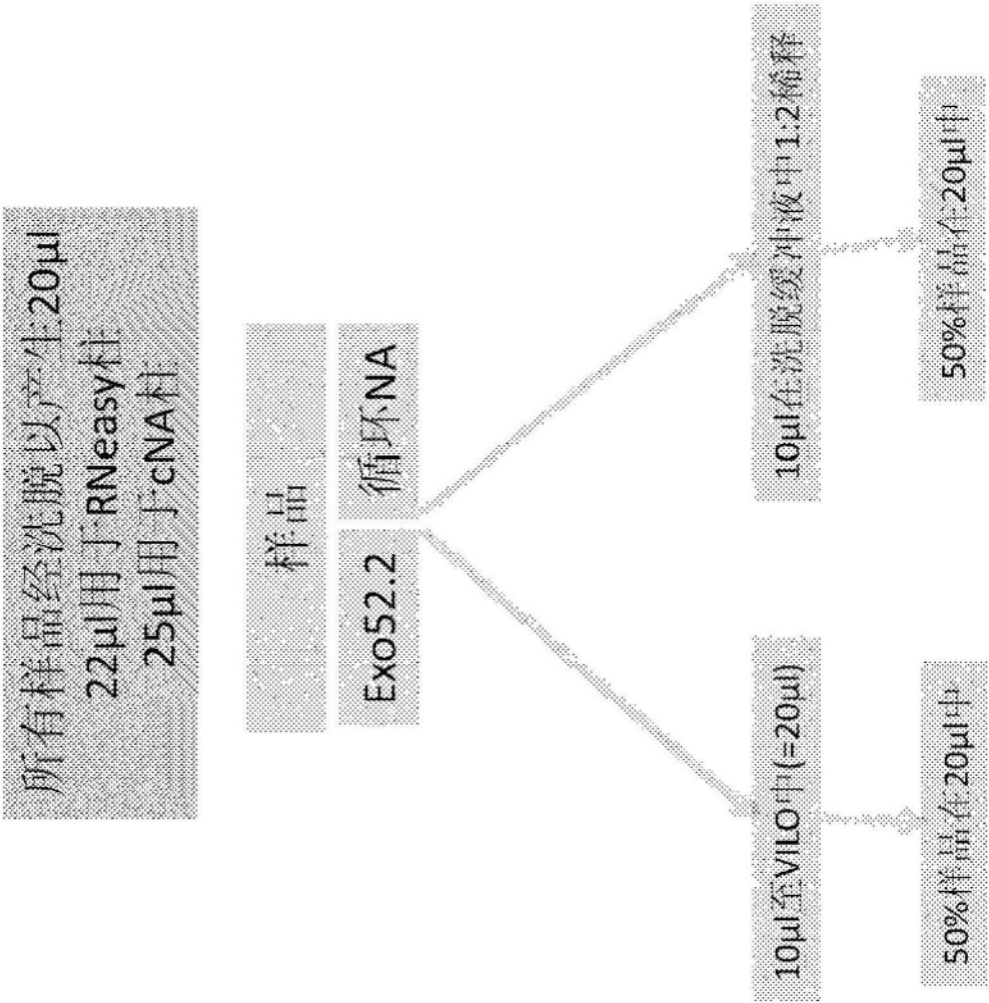 所有样品经洗脱以产生20µl
22µl用于RNeasy柱
25µl用于cNA柱
样品
Exo52.2
循环NA
10µl至VILO中(=20µl)
10µl在洗脱缓冲液中1:2稀释
50%样品在20µl中
50%样品在20µl中